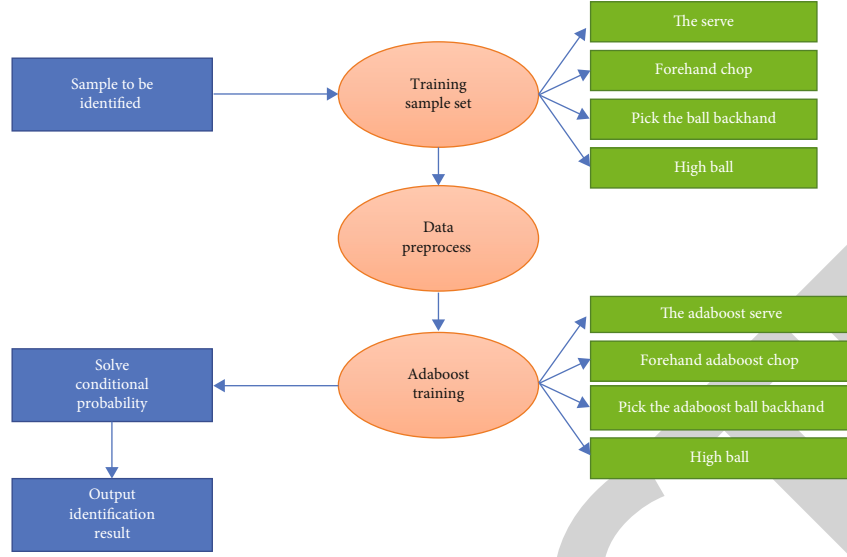 Sample to be
identified
Training
sample set
The serve
Forehand chop
Pick the ball backhand
High ball
Data
preprocess
Adaboost
training
The adaboost serve
Forehand adaboost chop
Pick the adaboost ball backhand
High ball
Solve
conditional
probability
Output
identification
result